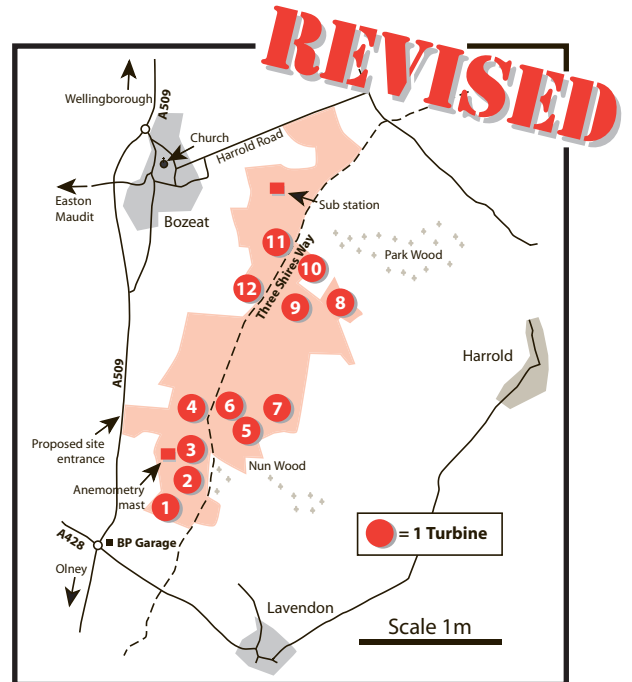 REVISED
Wellingborough
A509
Church
Harrold Road
Easton
Maudit
Bozeat
Sub station
11
Three Shires Way
Park Wood
10
12
9
8
Harrold
A509
4
6
7
5
Proposed site
entrance
3
Nun Wood
Anemometry
mast
2
1
= 1 Turbine
A428
BP Garage
Olney
Lavendon
Scale 1m